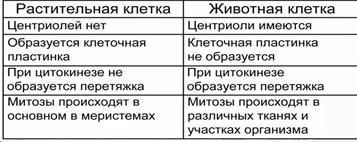 Растительная клетка Животная клетка
Центриолей нет Центриоли имеются
Образуется клеточная Клеточная пластинка
пластинка не образуется
При цитокинезе не При цитокинезе
образуется перетяжка образуется перетяжка
Митозы происходят в Митозы происходят в
основном в меристемах различных тканях и
участках организма